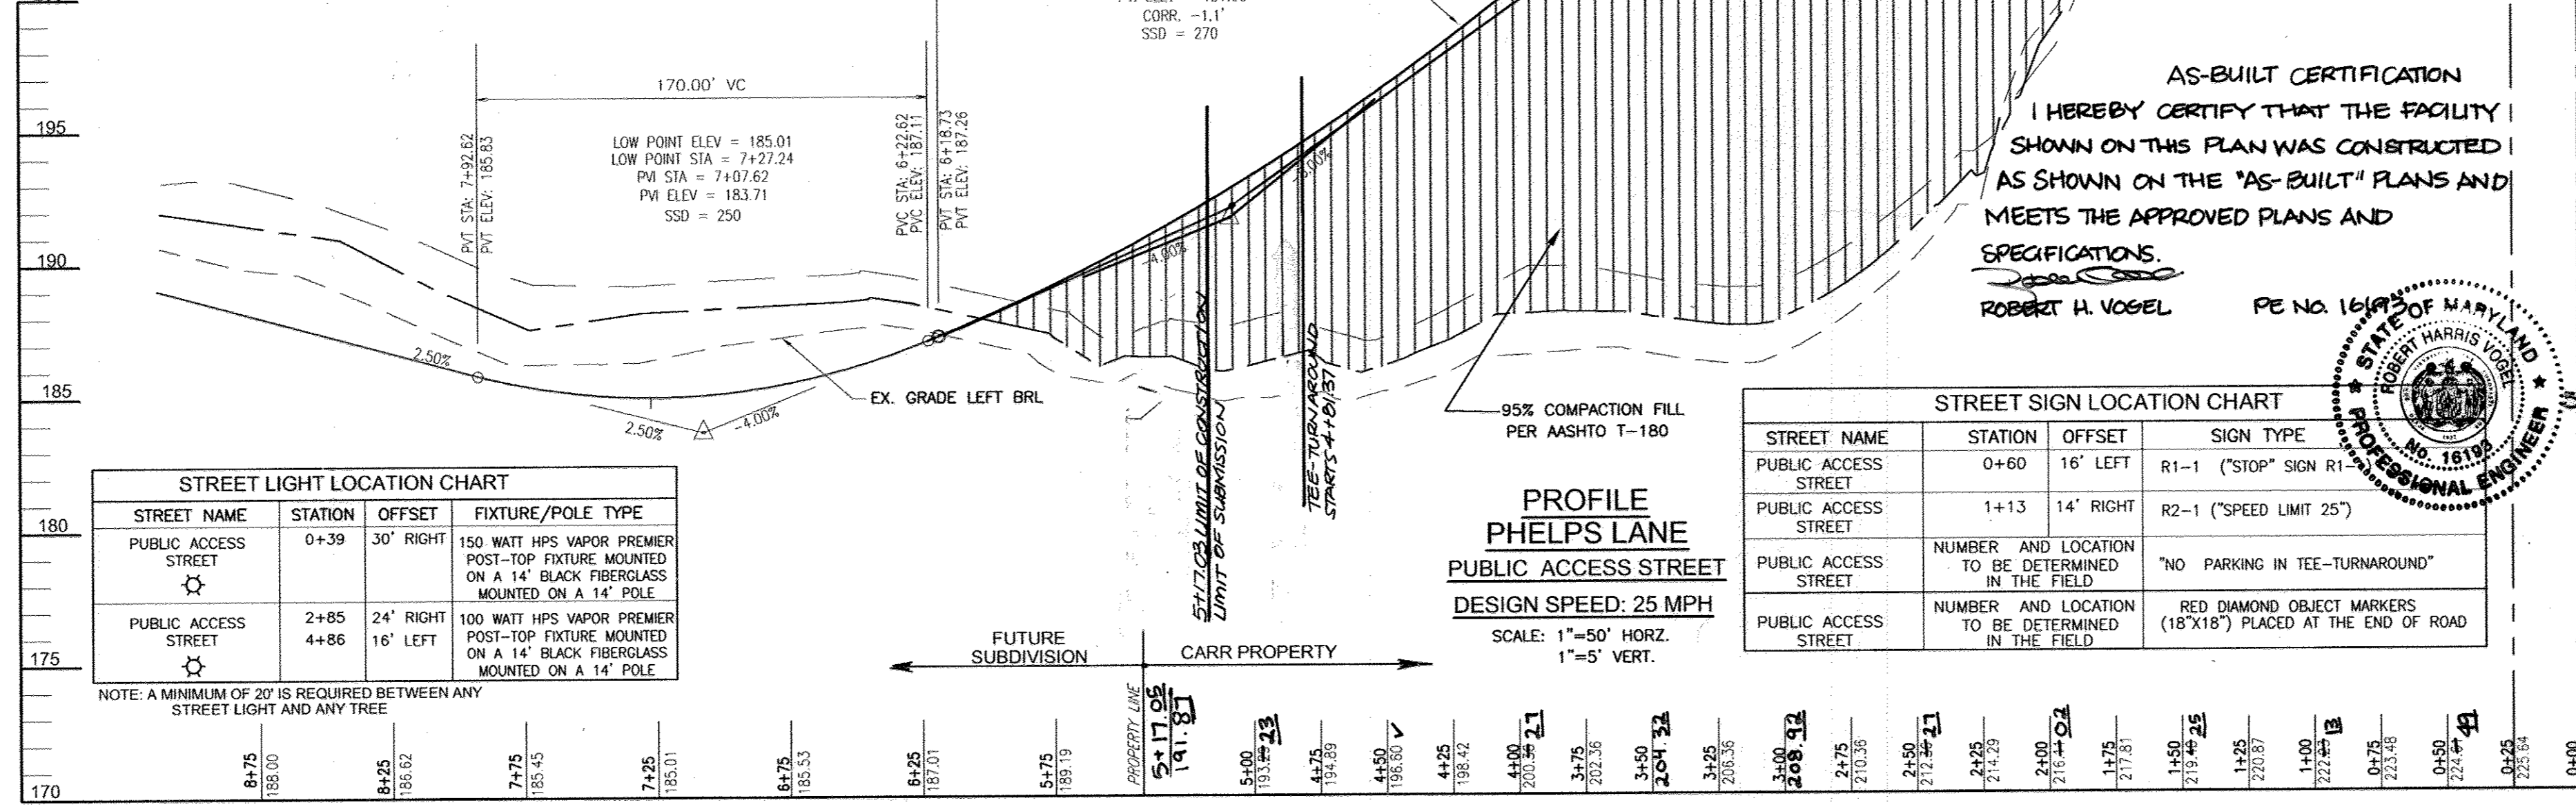 CORR. -1.1'
SSD = 270
170.00' VC
LOW POINT ELEV = 185.01
LOW POINT STA = 7+27.24
PVI STA = 7+07.62
PVI ELEV = 183.71
SSD = 250
PVT STA: 7+92.62
PVT ELEV: 185.83
PVC STA: 6+22.62
PVC ELEV: 187.11
PVT STA: 6+18.73
PVT ELEV: 187.26
195
190
185
180
175
170
2.50%
2.50%
-4.00%
-4.00%
EX. GRADE LEFT BRL
5+17.03 LIMIT OF CONSTRUCTION
LIMIT OF SUBMISSION
TEE-TURNAROUND
STARTS 4+81.37
95% COMPACTION FILL
PER AASHTO T-180
AS-BUILT CERTIFICATION
I HEREBY CERTIFY THAT THE FACILITY
SHOWN ON THIS PLAN WAS CONSTRUCTED
AS SHOWN ON THE "AS-BUILT" PLANS AND
MEETS THE APPROVED PLANS AND
SPECIFICATIONS.
ROBERT H. VOGEL PE NO. 16193
STATE OF MARYLAND
ROBERT HARRIS VOGEL
No. 16193
PROFESSIONAL ENGINEER
STREET LIGHT LOCATION CHART
STREET NAME STATION OFFSET FIXTURE/POLE TYPE
PUBLIC ACCESS STREET 0+39 30' RIGHT 150 WATT HPS VAPOR PREMIER
POST-TOP FIXTURE MOUNTED
ON A 14' BLACK FIBERGLASS
MOUNTED ON A 14' POLE
PUBLIC ACCESS STREET 2+85 24' RIGHT 100 WATT HPS VAPOR PREMIER
4+86 16' LEFT POST-TOP FIXTURE MOUNTED
ON A 14' BLACK FIBERGLASS
MOUNTED ON A 14' POLE
NOTE: A MINIMUM OF 20' IS REQUIRED BETWEEN ANY
STREET LIGHT AND ANY TREE
FUTURE
SUBDIVISION
CARR PROPERTY
PROPERTY LINE
PROFILE
PHELPS LANE
PUBLIC ACCESS STREET
DESIGN SPEED: 25 MPH
SCALE: 1"=50' HORZ.
1"=5' VERT.
STREET SIGN LOCATION CHART
STREET NAME STATION OFFSET SIGN TYPE
PUBLIC ACCESS STREET 0+60 16' LEFT R1-1 ("STOP" SIGN R1-
PUBLIC ACCESS STREET 1+13 14' RIGHT R2-1 ("SPEED LIMIT 25")
PUBLIC ACCESS STREET NUMBER AND LOCATION
TO BE DETERMINED
IN THE FIELD "NO PARKING IN TEE-TURNAROUND"
PUBLIC ACCESS STREET NUMBER AND LOCATION
TO BE DETERMINED
IN THE FIELD RED DIAMOND OBJECT MARKERS
(18"X18") PLACED AT THE END OF ROAD
8+75 188.00
8+25 186.62
7+75 185.45
7+25 185.01
6+75 185.53
6+25 187.01
5+75 189.19
5+17.05
191.87
5+00 193.23
4+75 194.89
4+50 196.60 ✓
4+25 198.42
4+00 200.36 27
3+75 202.36
3+50 204.32
3+25 206.36
3+00 208.92
2+75 210.36
2+50 212.36 27
2+25 214.29
2+00 216.11 02
1+75 217.81
1+50 219.40 25
1+25 220.87
1+00 222.23 13
0+75 223.48
0+50 224.61 49
0+25 225.64
0+00